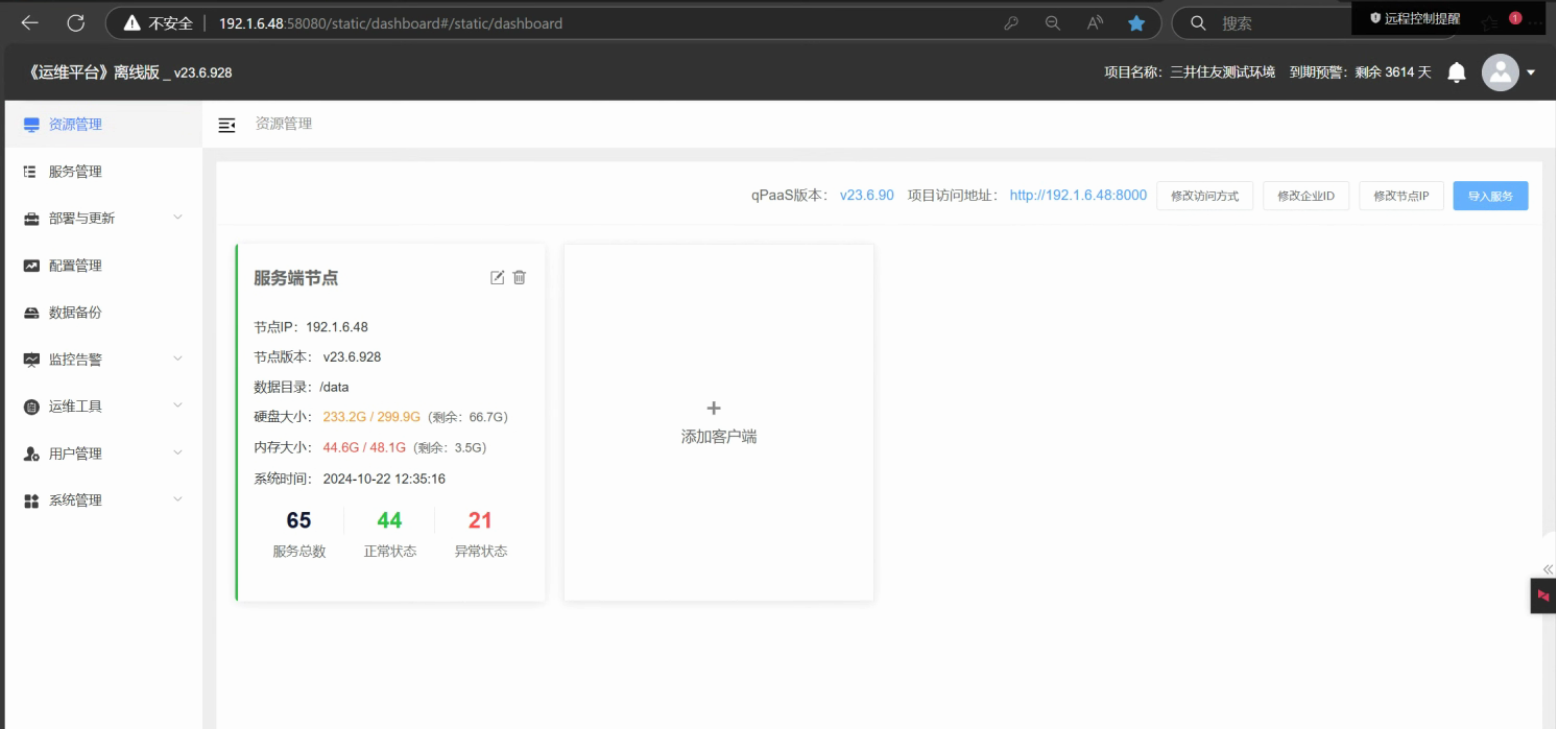 不安全 192.1.6.48:58080/static/dashboard#/static/dashboard 搜索 远程控制提醒 1
《运维平台》离线版 _ v23.6.928 项目名称：三井住友测试环境 到期预警：剩余 3614 天
资源管理
服务管理
部署与更新
配置管理
数据备份
监控告警
运维工具
用户管理
系统管理
资源管理
qPaaS版本： v23.6.90 项目访问地址： http://192.1.6.48:8000 修改访问方式 修改企业ID 修改节点IP 导入服务
服务端节点
节点IP：192.1.6.48
节点版本： v23.6.928
数据目录：/data
硬盘大小： 233.2G / 299.9G（剩余：66.7G）
内存大小： 44.6G / 48.1G（剩余：3.5G）
系统时间： 2024-10-22 12:35:16
65 44 21
服务总数 正常状态 异常状态
+
添加客户端